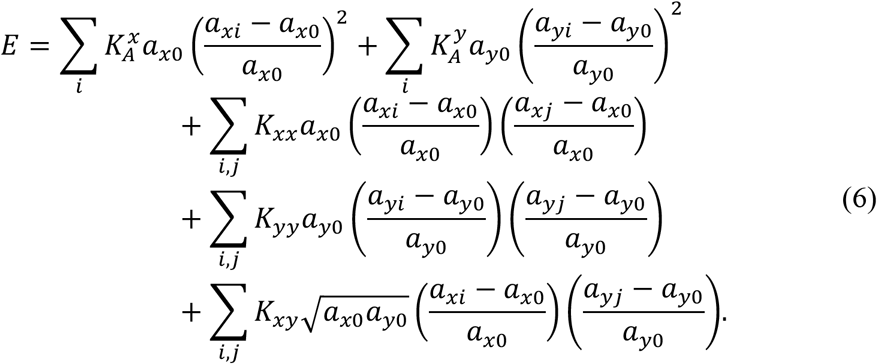 E = \sum_{i} K_A^x a_{x0} \left( \frac{a_{xi} - a_{x0}}{a_{x0}} \right)^2 + \sum_{i} K_A^y a_{y0} \left( \frac{a_{yi} - a_{y0}}{a_{y0}} \right)^2
+ \sum_{i,j} K_{xx} a_{x0} \left( \frac{a_{xi} - a_{x0}}{a_{x0}} \right) \left( \frac{a_{xj} - a_{x0}}{a_{x0}} \right)
+ \sum_{i,j} K_{yy} a_{y0} \left( \frac{a_{yi} - a_{y0}}{a_{y0}} \right) \left( \frac{a_{yj} - a_{y0}}{a_{y0}} \right) (6)
+ \sum_{i,j} K_{xy} \sqrt{a_{x0} a_{y0}} \left( \frac{a_{xi} - a_{x0}}{a_{x0}} \right) \left( \frac{a_{yj} - a_{y0}}{a_{y0}} \right).